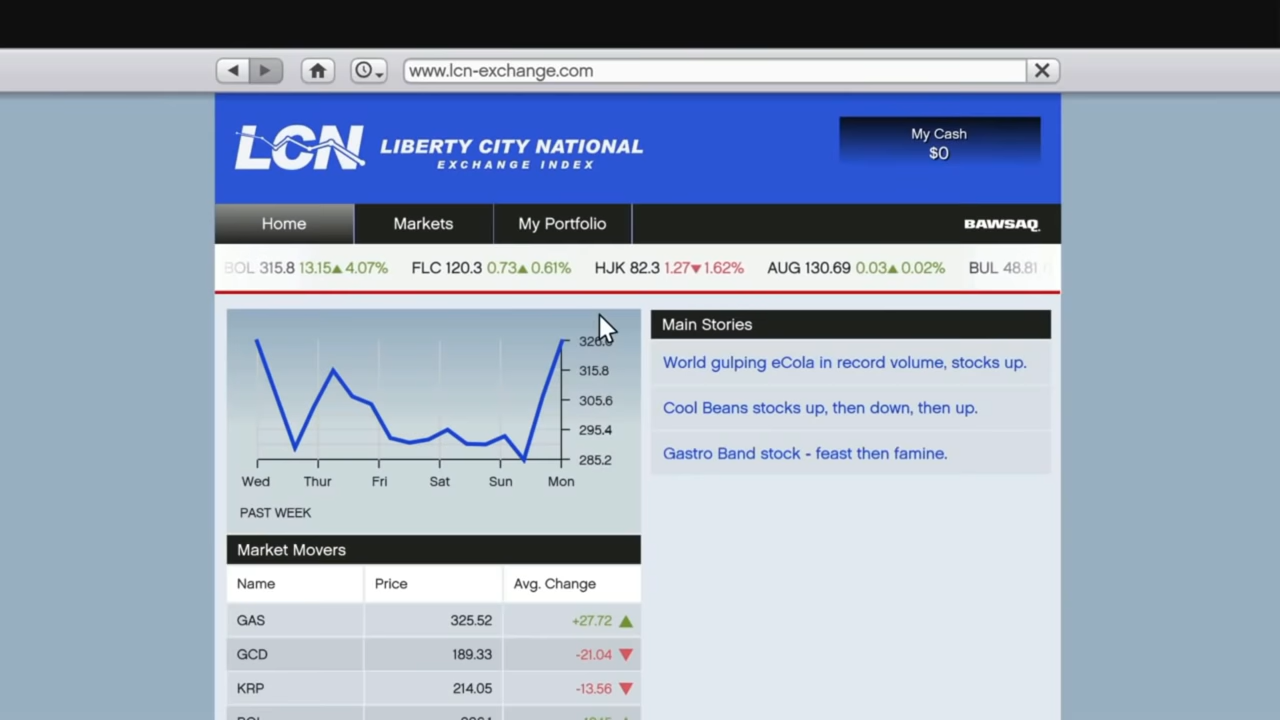 www.lcn-exchange.com
LCN LIBERTY CITY NATIONAL
EXCHANGE INDEX
My Cash
$0
Home Markets My Portfolio BAWSAQ
BOL 315.8 13.15▲4.07% FLC 120.3 0.73▲0.61% HJK 82.3 1.27▼1.62% AUG 130.69 0.03▲0.02% BUL 48.81
315.8
305.6
295.4
285.2
Wed Thur Fri Sat Sun Mon
PAST WEEK
Main Stories
World gulping eCola in record volume, stocks up.
Cool Beans stocks up, then down, then up.
Gastro Band stock - feast then famine.
Market Movers
Name Price Avg. Change
GAS 325.52 +27.72 ▲
GCD 189.33 -21.04 ▼
KRP 214.05 -13.56 ▼